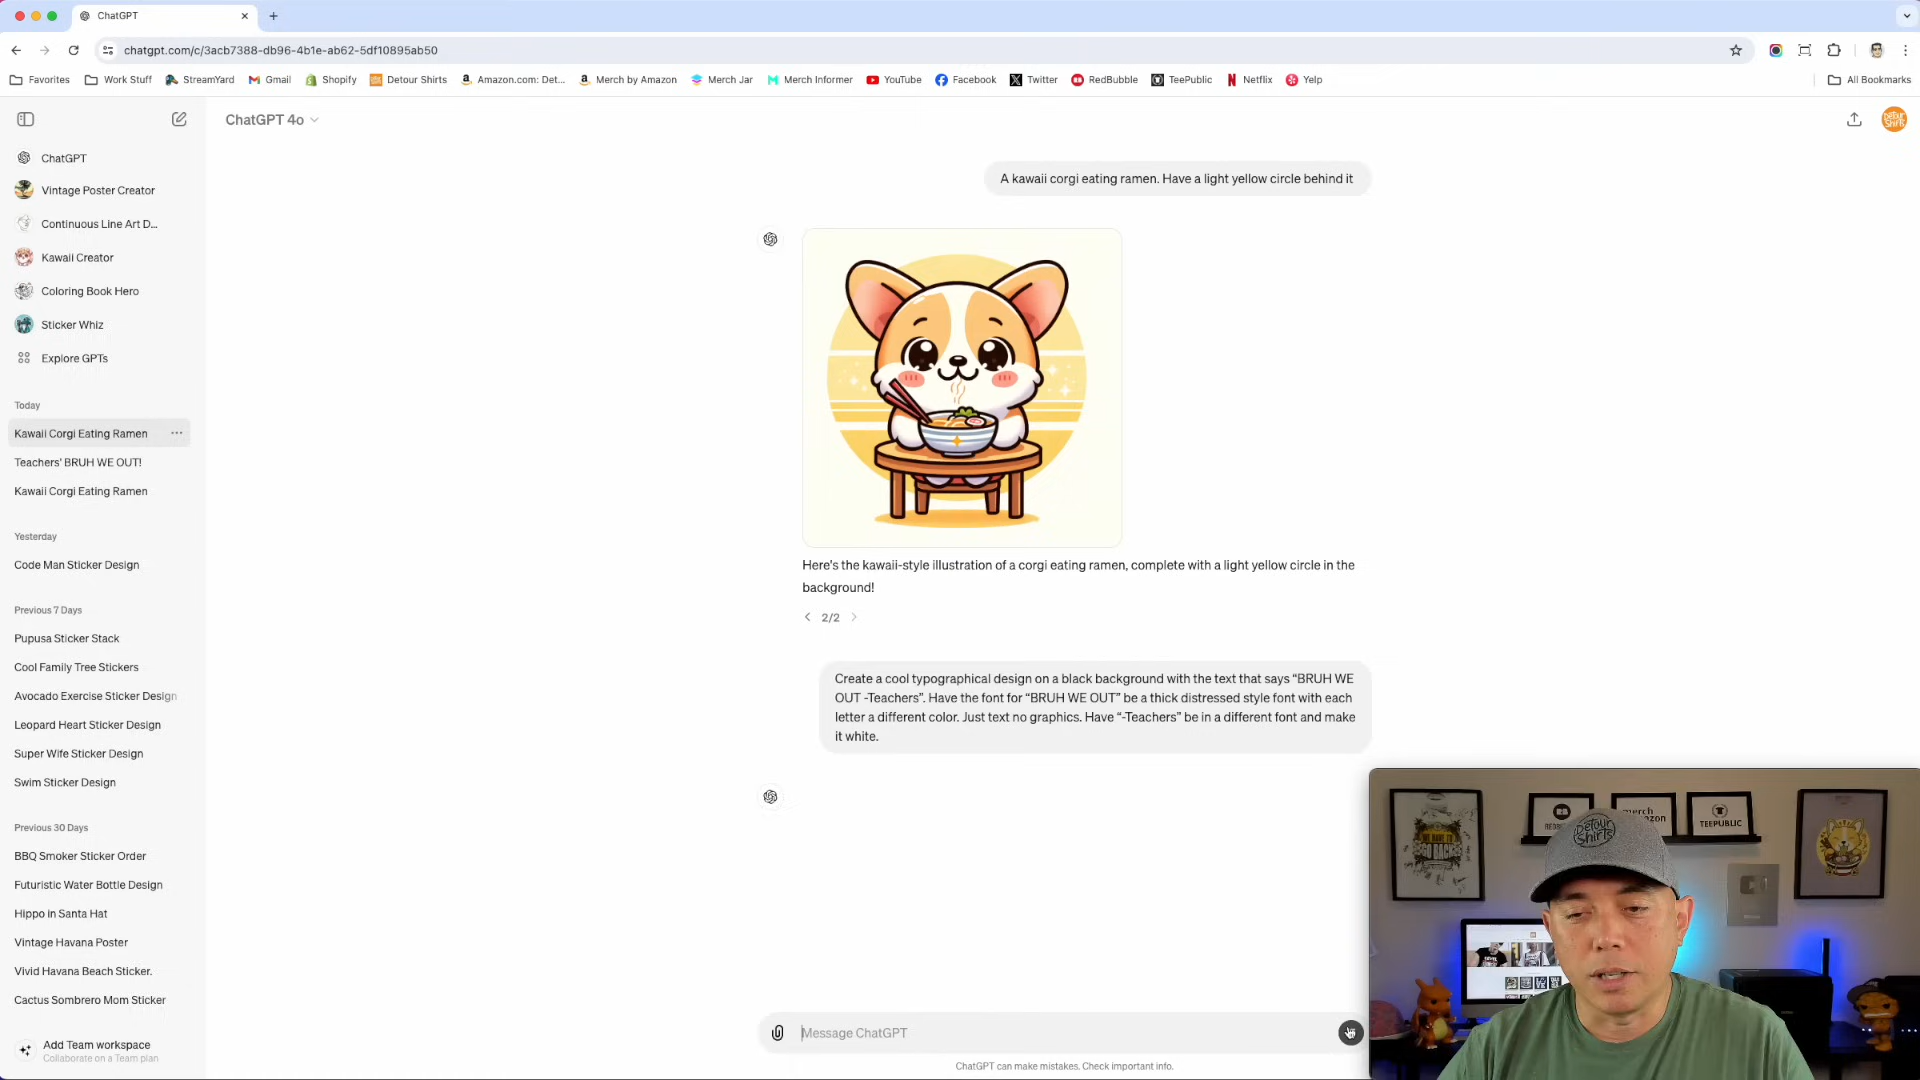 ChatGPT
chatgpt.com/c/3acb7388-db96-4b1e-ab62-5df10895ab50
Favorites Work Stuff StreamYard Gmail Shopify Detour Shirts Amazon.com: Det... Merch by Amazon Merch Jar Merch Informer YouTube Facebook Twitter RedBubble TeePublic Netflix Yelp All Bookmarks
ChatGPT 4o
ChatGPT
Vintage Poster Creator
Continuous Line Art D...
Kawaii Creator
Coloring Book Hero
Sticker Whiz
Explore GPTs
Today
Kawaii Corgi Eating Ramen
Teachers' BRUH WE OUT!
Kawaii Corgi Eating Ramen
Yesterday
Code Man Sticker Design
Previous 7 Days
Pupusa Sticker Stack
Cool Family Tree Stickers
Avocado Exercise Sticker Design
Leopard Heart Sticker Design
Super Wife Sticker Design
Swim Sticker Design
Previous 30 Days
BBQ Smoker Sticker Order
Futuristic Water Bottle Design
Hippo in Santa Hat
Vintage Havana Poster
Vivid Havana Beach Sticker.
Cactus Sombrero Mom Sticker
Add Team workspace
Collaborate on a Team plan
A kawaii corgi eating ramen. Have a light yellow circle behind it
Here's the kawaii-style illustration of a corgi eating ramen, complete with a light yellow circle in the
background!
2/2
Create a cool typographical design on a black background with the text that says “BRUH WE
OUT -Teachers”. Have the font for “BRUH WE OUT” be a thick distressed style font with each
letter a different color. Just text no graphics. Have “-Teachers” be in a different font and make
it white.
Message ChatGPT
ChatGPT can make mistakes. Check important info.
merch
TEEPUBLIC
DETOUR
SHIRTS